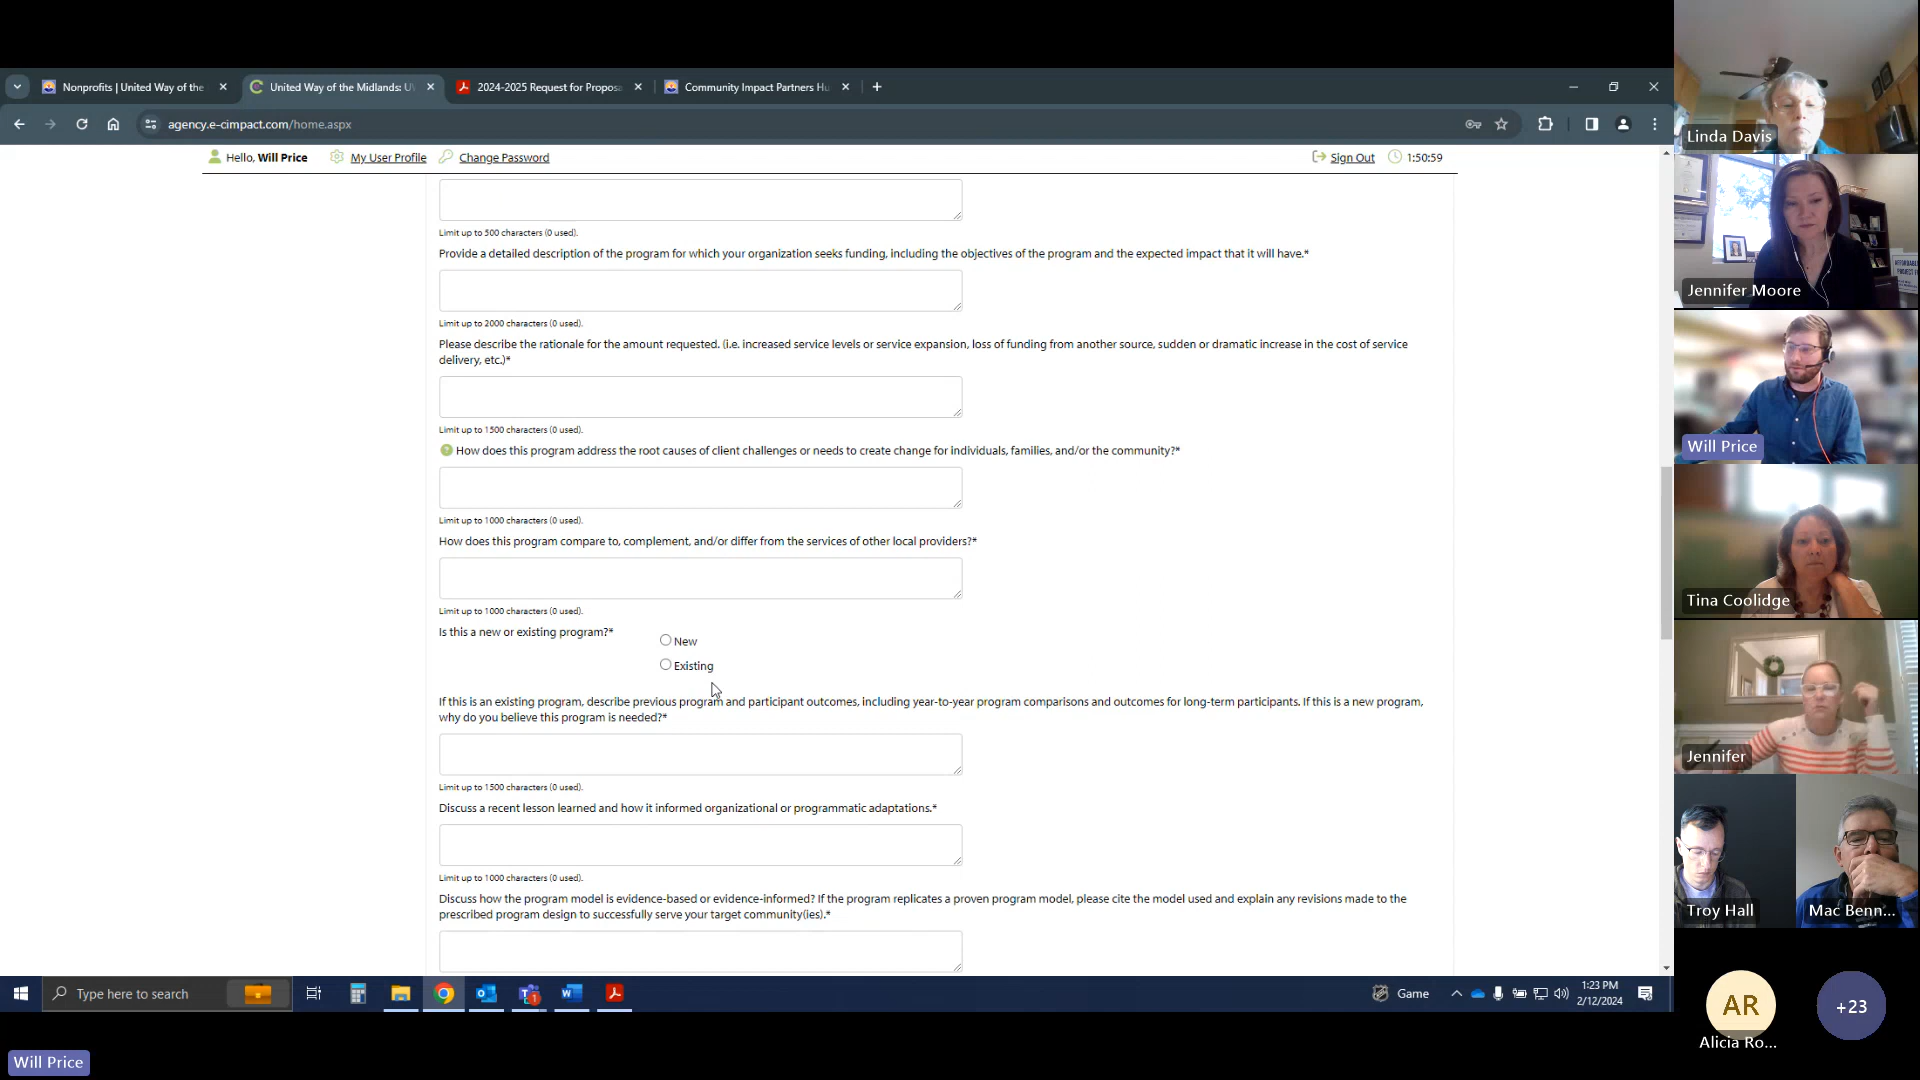 Nonprofits | United Way of the
United Way of the Midlands: UW
2024-2025 Request for Proposa
Community Impact Partners Hu
agency.e-cimpact.com/home.aspx
Hello, Will Price
My User Profile
Change Password
Sign Out
1:50:59
Limit up to 500 characters (0 used).
Provide a detailed description of the program for which your organization seeks funding, including the objectives of the program and the expected impact that it will have.*
Limit up to 2000 characters (0 used).
Please describe the rationale for the amount requested. (i.e. increased service levels or service expansion, loss of funding from another source, sudden or dramatic increase in the cost of service
delivery, etc.)*
Limit up to 1500 characters (0 used).
How does this program address the root causes of client challenges or needs to create change for individuals, families, and/or the community?*
Limit up to 1000 characters (0 used).
How does this program compare to, complement, and/or differ from the services of other local providers?*
Limit up to 1000 characters (0 used).
Is this a new or existing program?*
New
Existing
If this is an existing program, describe previous program and participant outcomes, including year-to-year program comparisons and outcomes for long-term participants. If this is a new program,
why do you believe this program is needed?*
Limit up to 1500 characters (0 used).
Discuss a recent lesson learned and how it informed organizational or programmatic adaptations.*
Limit up to 1000 characters (0 used).
Discuss how the program model is evidence-based or evidence-informed? If the program replicates a proven program model, please cite the model used and explain any revisions made to the
prescribed program design to successfully serve your target community(ies).*
Type here to search
Game
1:23 PM
2/12/2024
Will Price
Linda Davis
Jennifer Moore
Will Price
Tina Coolidge
Jennifer
Troy Hall
Mac Benn...
AR
+23
Alicia Ro...